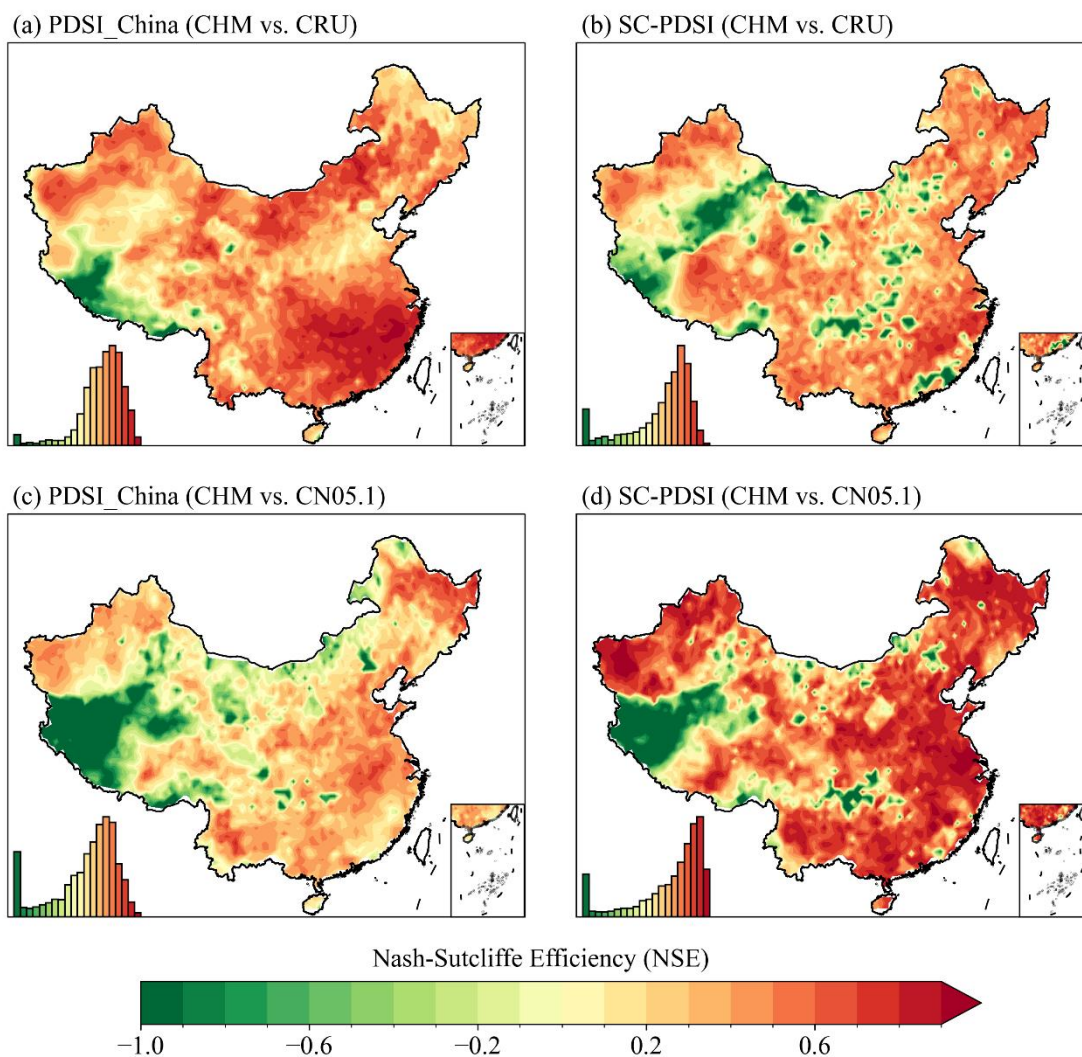 (a) PDSI_China (CHM vs. CRU)
(b) SC-PDSI (CHM vs. CRU)
(c) PDSI_China (CHM vs. CN05.1)
(d) SC-PDSI (CHM vs. CN05.1)
Nash-Sutcliffe Efficiency (NSE)
−1.0 −0.6 −0.2 0.2 0.6